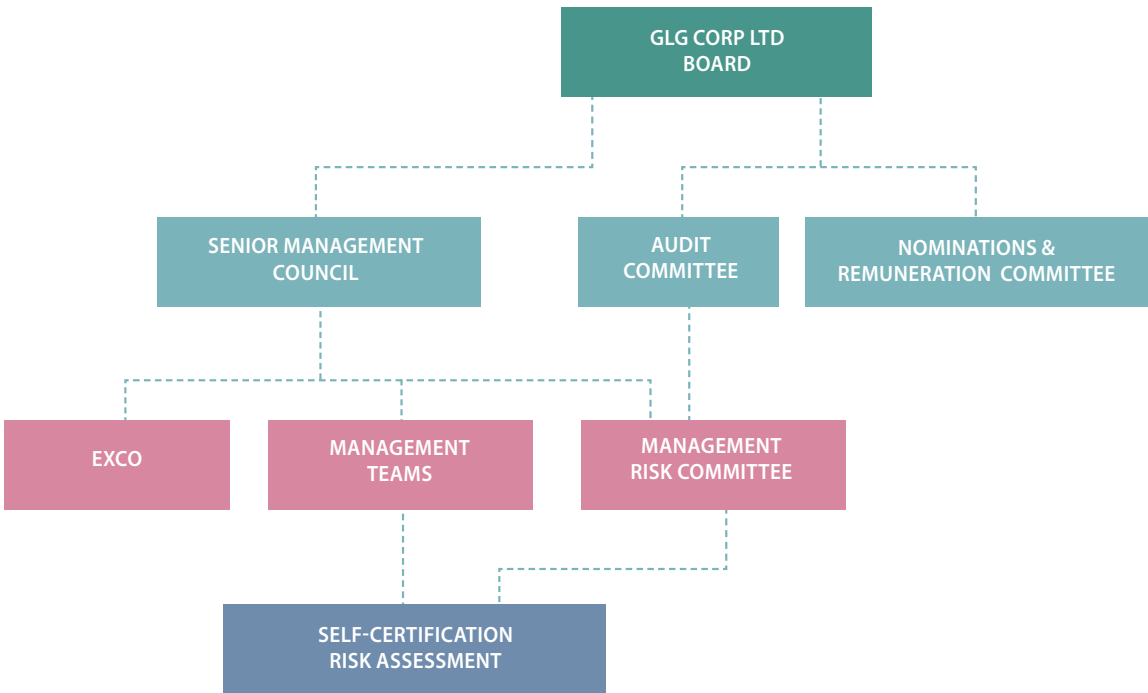 GLG CORP LTD
BOARD
SENIOR MANAGEMENT
COUNCIL
AUDIT
COMMITTEE
NOMINATIONS &
REMUNERATION COMMITTEE
EXCO
MANAGEMENT
TEAMS
MANAGEMENT
RISK COMMITTEE
SELF-CERTIFICATION
RISK ASSESSMENT